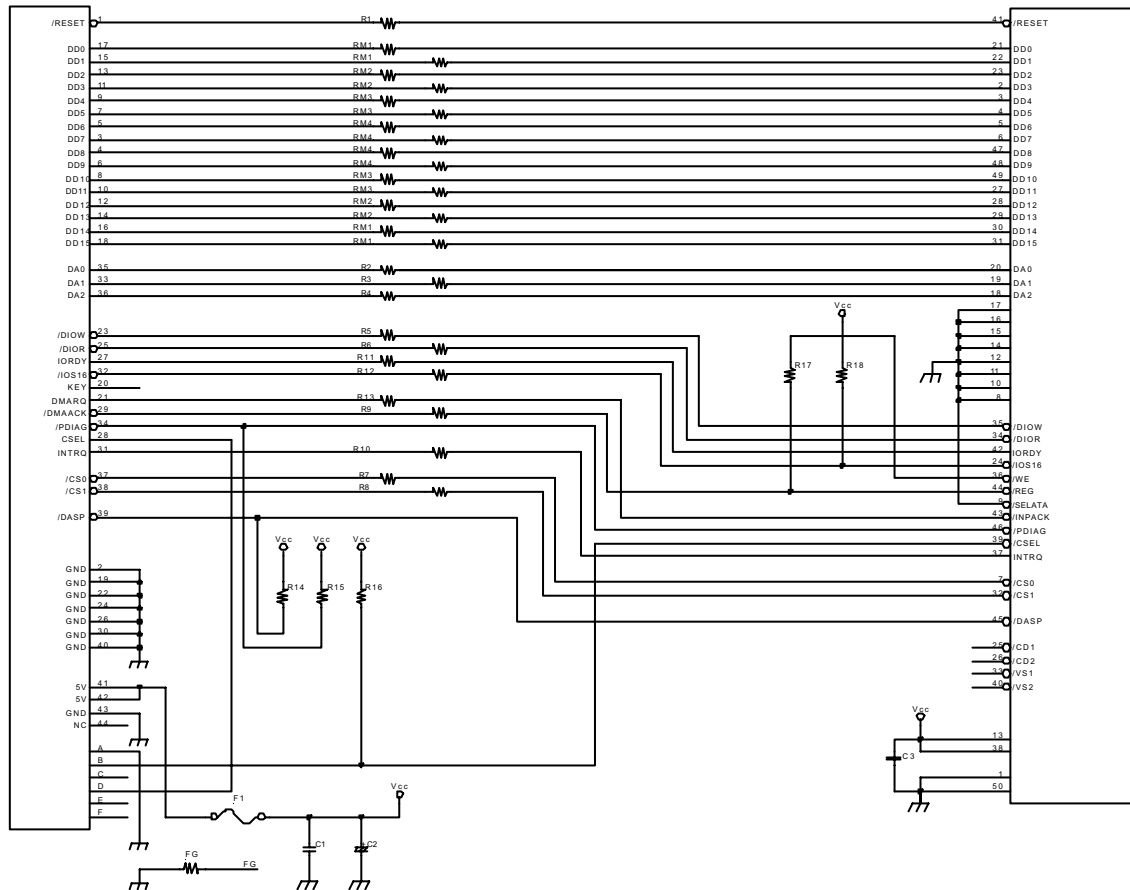 /RESET 1 R1 41 /RESET
DD0 17 RM1 21 DD0
DD1 15 RM1 22 DD1
DD2 13 RM2 23 DD2
DD3 11 RM2 2 DD3
DD4 9 RM3 3 DD4
DD5 7 RM3 4 DD5
DD6 5 RM4 5 DD6
DD7 3 RM4 6 DD7
DD8 4 RM4 47 DD8
DD9 6 RM4 48 DD9
DD10 8 RM3 49 DD10
DD11 10 RM3 27 DD11
DD12 12 RM2 28 DD12
DD13 14 RM2 29 DD13
DD14 16 RM1 30 DD14
DD15 18 RM1 31 DD15
DA0 35 R2 20 DA0
DA1 33 R3 19 DA1
DA2 36 R4 18 DA2
17
Vcc
16
/DIOW 23 R5 15
/DIOR 25 R6 14
IORDY 27 R11 R17 R18 12
/IOS16 32 R12 11
KEY 20 10
DMARQ 21 R13 8
/DMAACK 29 R9
/PDIAG 34 35 /DIOW
CSEL 28 34 /DIOR
INTRQ 31 R10 42 IORDY
24 /IOS16
/CS0 37 R7 36 /WE
/CS1 38 R8 44 /REG
9 /SELATA
/DASP 39 43 /INPACK
46 /PDIAG
Vcc Vcc Vcc 39 /CSEL
37 INTRQ
GND 2
GND 19 7 /CS0
GND 22 R14 R15 R16 32 /CS1
GND 24
GND 26 45 /DASP
GND 30
GND 40 25 /CD1
26 /CD2
33 /VS1
5V 41 40 /VS2
5V 42
GND 43 Vcc
NC 44
13
A 38
B C3
C 1
D Vcc 50
E F1
F
C1 +C2
FG FG